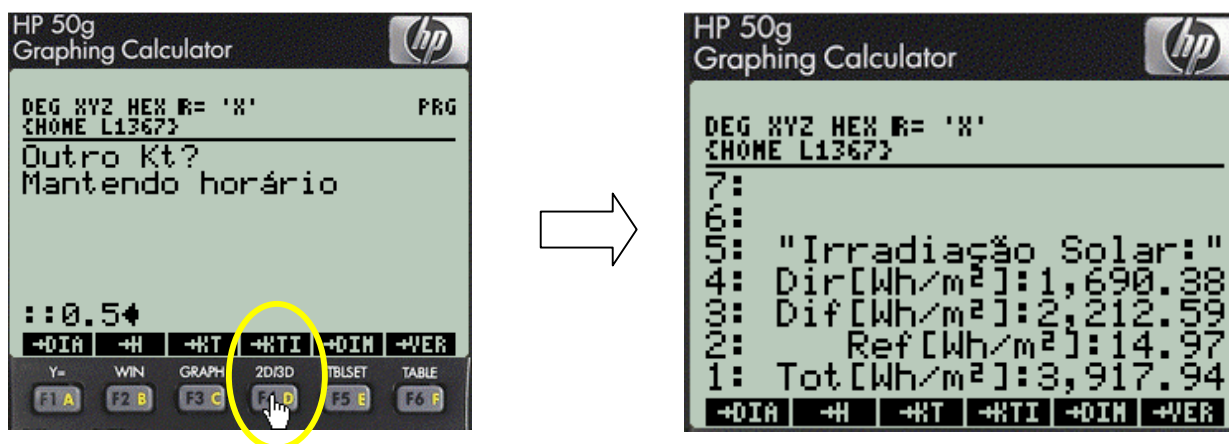 HP 50g
Graphing Calculator
hp
DEG XYZ HEX R= 'X' PRG
{HOME L1367}
Outro Kt?
Mantendo horário
::0.5
→DIA →H →KT →KTI →DIM →VER
Y= WIN GRAPH 2D/3D TBLSET TABLE
F1 A F2 B F3 C F4 D F5 E F6 F
HP 50g
Graphing Calculator
hp
DEG XYZ HEX R= 'X'
{HOME L1367}
7:
6:
5: "Irradiação Solar:"
4: Dir[Wh/m²]:1,690.38
3: Dif[Wh/m²]:2,212.59
2: Ref[Wh/m²]:14.97
1: Tot[Wh/m²]:3,917.94
→DIA →H →KT →KTI →DIM →VER